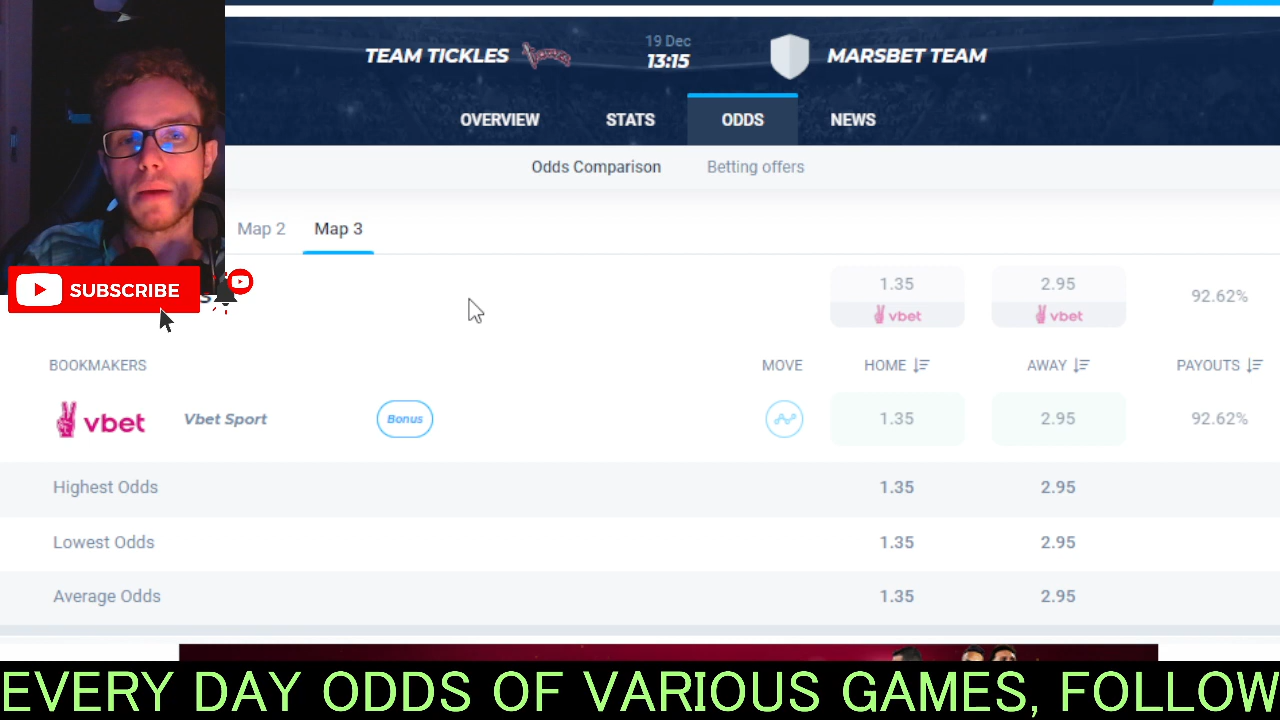 TEAM TICKLES
19 Dec
13:15
MARSBET TEAM
OVERVIEW STATS ODDS NEWS
Odds Comparison Betting offers
Map 2 Map 3
SUBSCRIBE
1.35 2.95 92.62%
vbet vbet
BOOKMAKERS MOVE HOME AWAY PAYOUTS
vbet Vbet Sport Bonus 1.35 2.95 92.62%
Highest Odds 1.35 2.95
Lowest Odds 1.35 2.95
Average Odds 1.35 2.95
EVERY DAY ODDS OF VARIOUS GAMES, FOLLOW